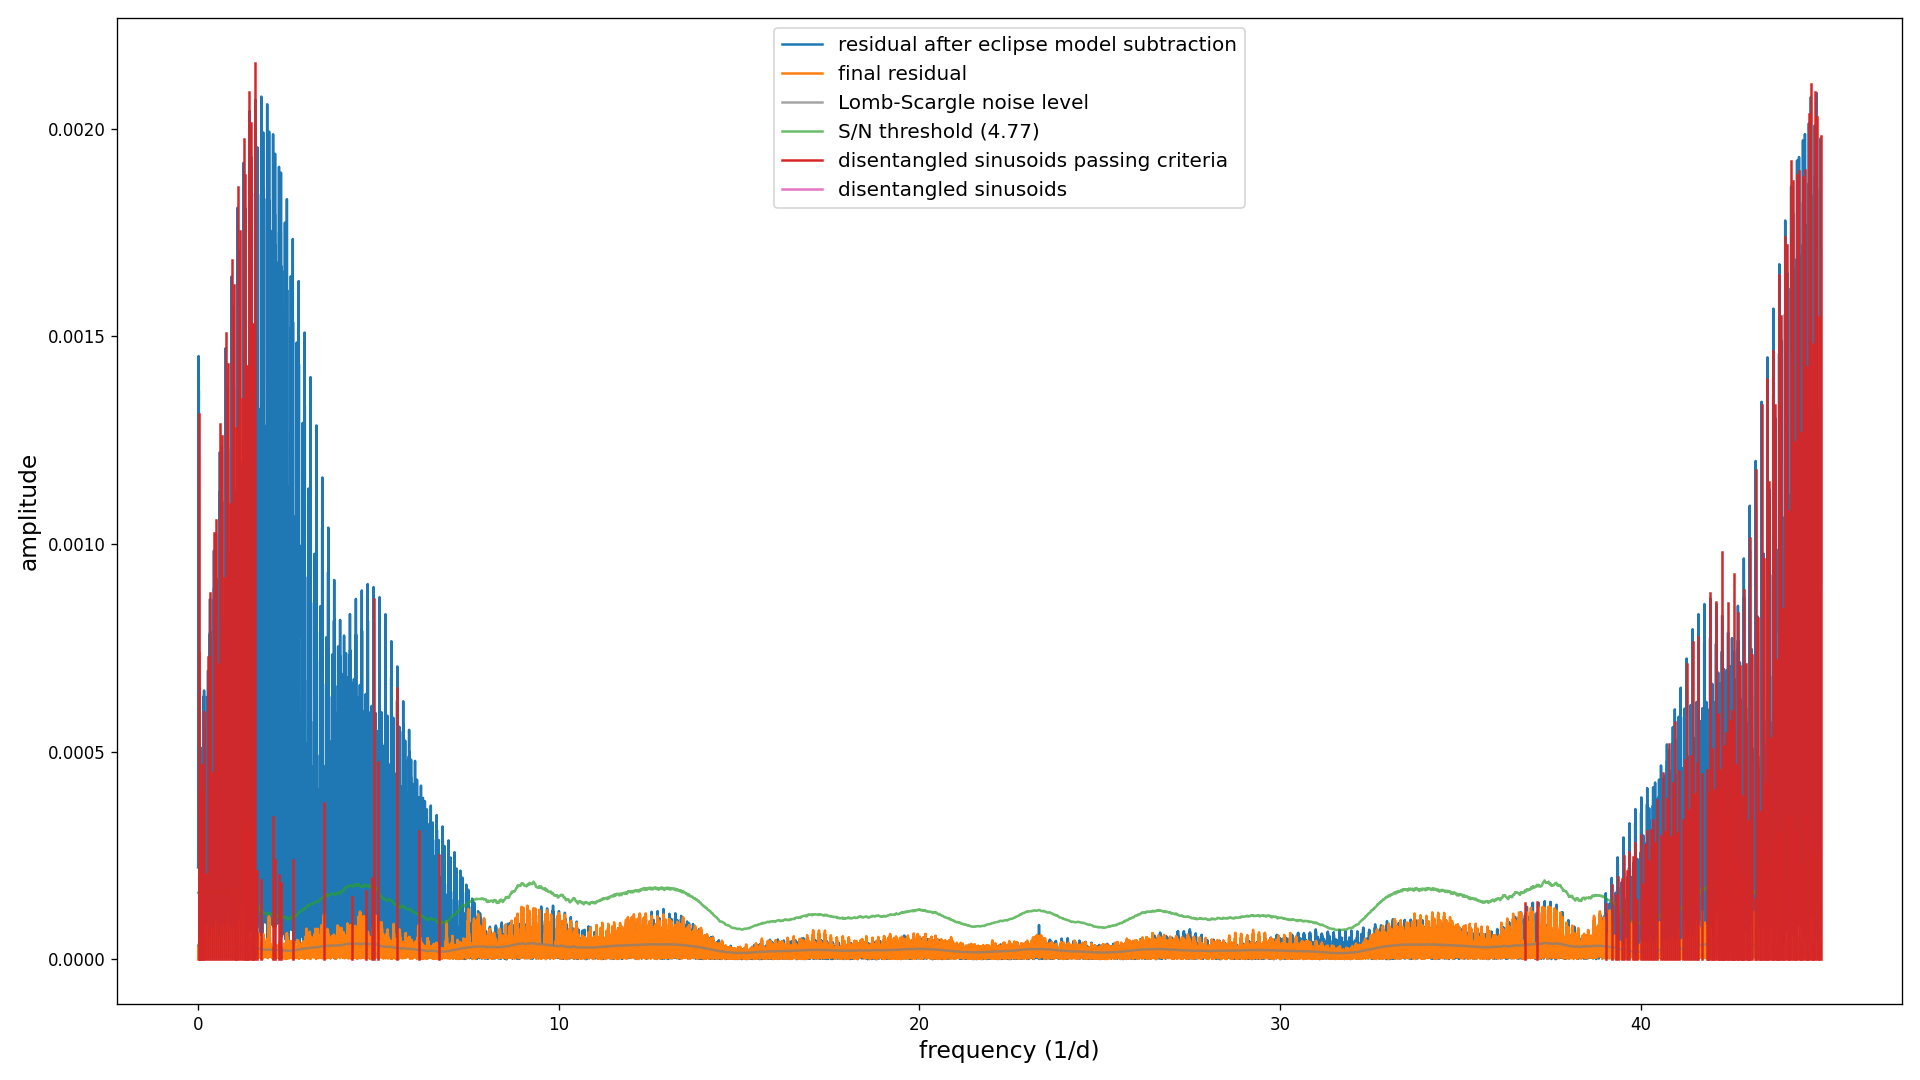 residual after eclipse model subtraction
final residual
Lomb-Scargle noise level
S/N threshold (4.77)
disentangled sinusoids passing criteria
disentangled sinusoids
0.0020
0.0015
0.0010
0.0005
0.0000
amplitude
0 10 20 30 40
frequency (1/d)